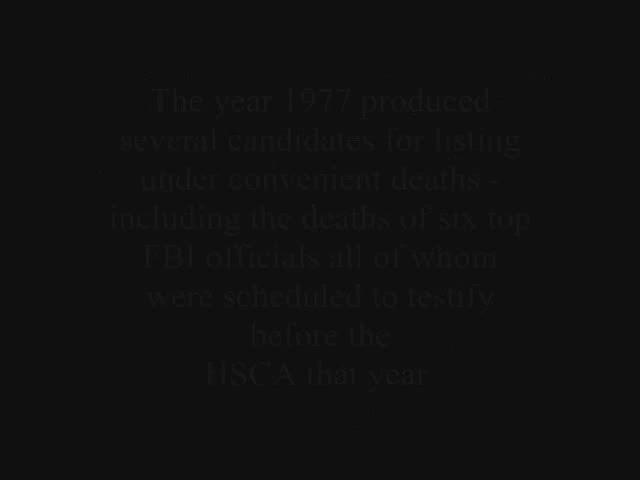 The year 1977 produced
several candidates for listing
under convenient deaths -
including the deaths of six top
FBI officials all of whom
were scheduled to testify
before the
HSCA that year